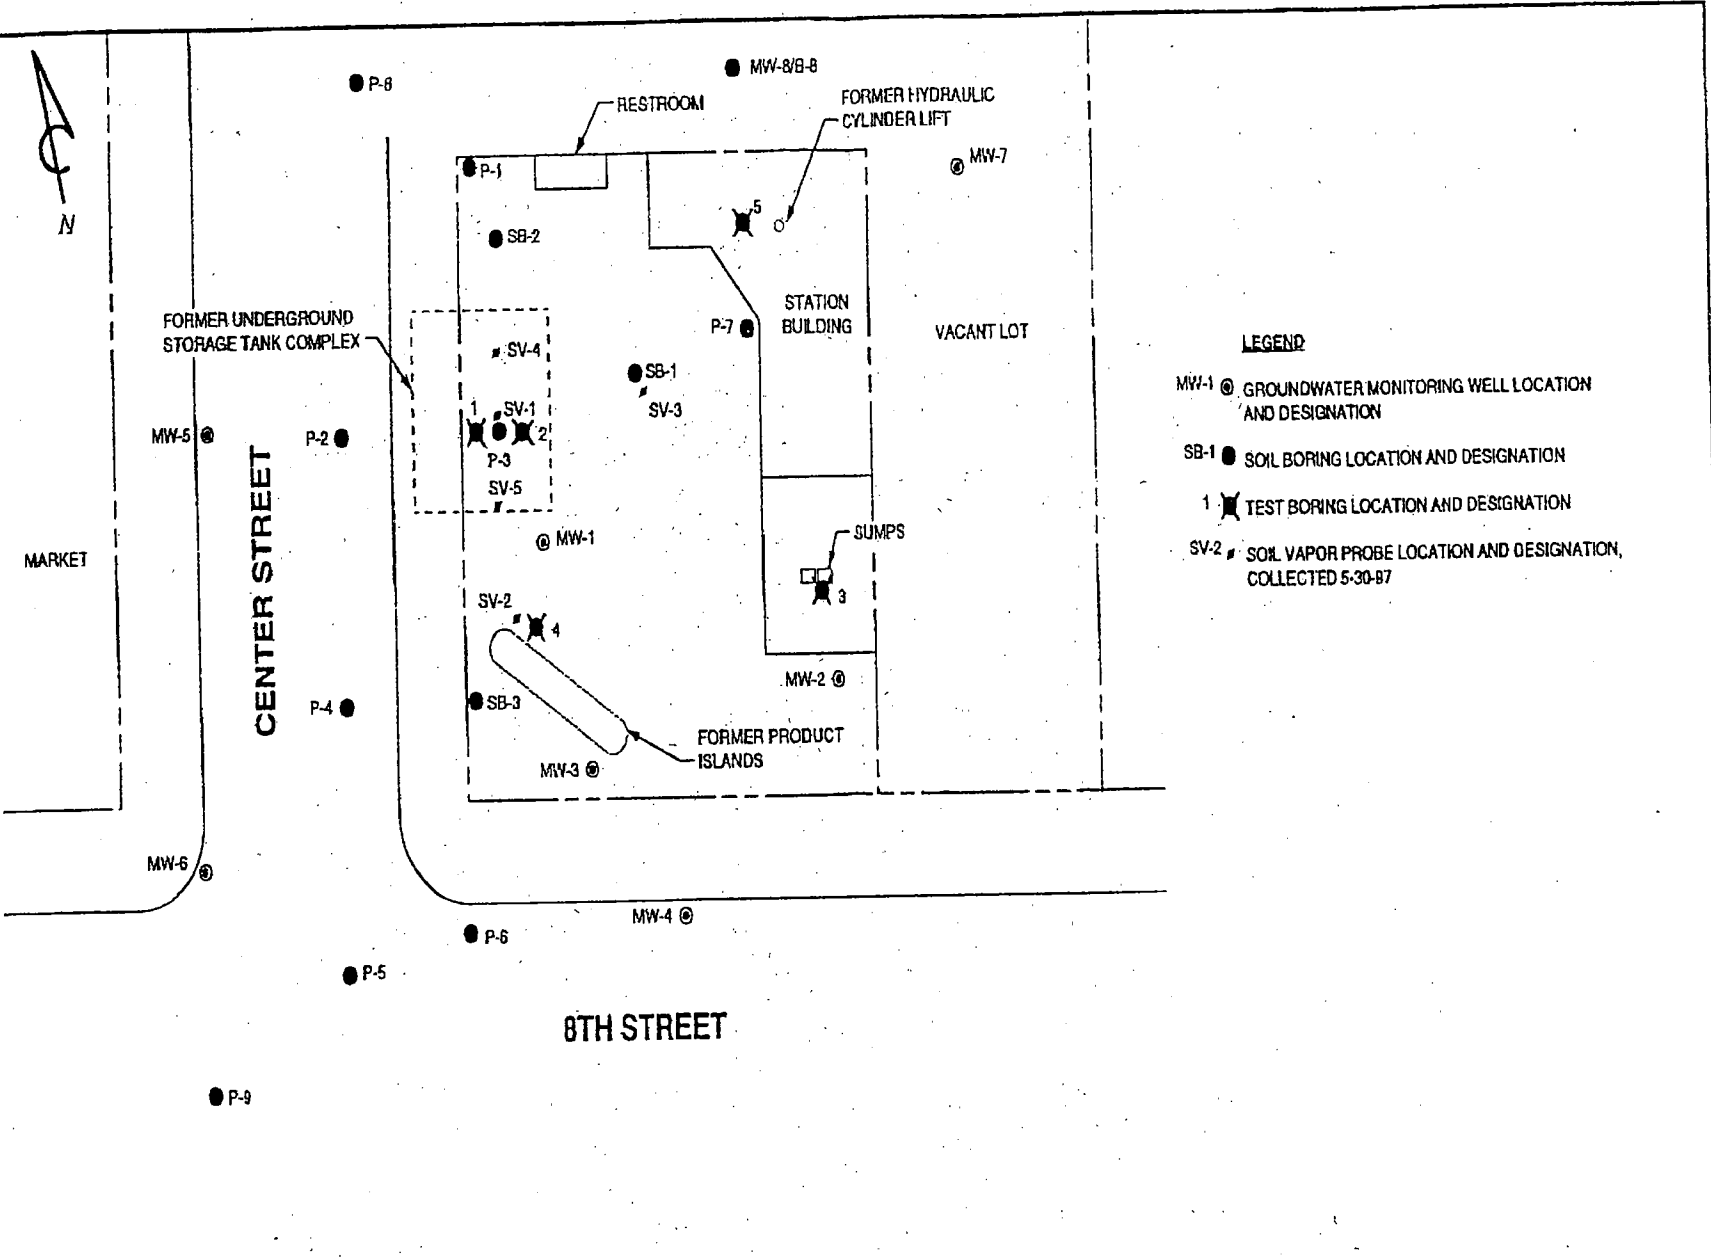 P-8
MW-8/B-8
RESTROOM
FORMER HYDRAULIC
CYLINDER LIFT
MW-7
P-1
N
5
SB-2
FORMER UNDERGROUND
STORAGE TANK COMPLEX
STATION
BUILDING
P-7
VACANT LOT
SV-4
SB-1
SV-3
1
SV-1
2
P-3
SV-5
MW-5
P-2
MW-1
CENTER STREET
MARKET
SUMPS
3
SV-2
4
MW-2
SB-3
P-4
FORMER PRODUCT
ISLANDS
MW-3
MW-6
MW-4
P-6
P-5
8TH STREET
P-9
LEGEND
MW-1 GROUNDWATER MONITORING WELL LOCATION
AND DESIGNATION
SB-1 SOIL BORING LOCATION AND DESIGNATION
1 TEST BORING LOCATION AND DESIGNATION
SV-2 SOIL VAPOR PROBE LOCATION AND DESIGNATION,
COLLECTED 5-30-97